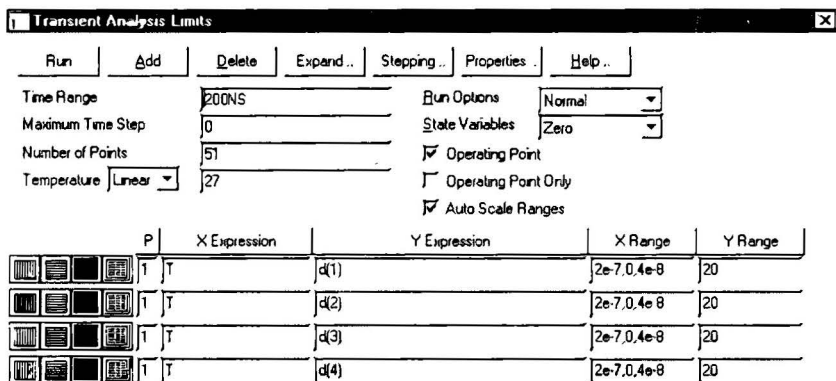 Transient Analysis Limits
Run Add Delete Expand .. Stepping .. Properties . Help ..
Time Range 200NS Run Options Normal
Maximum Time Step 0 State Variables Zero
Number of Points 51 Operating Point
Temperature Linear 27 Operating Point Only
Auto Scale Ranges
P X Expression Y Expression X Range Y Range
1 T d(1) 2e-7,0,4e-8 20
1 T d(2) 2e-7,0,4e-8 20
1 T d(3) 2e-7,0,4e-8 20
1 T d(4) 2e-7,0,4e-8 20